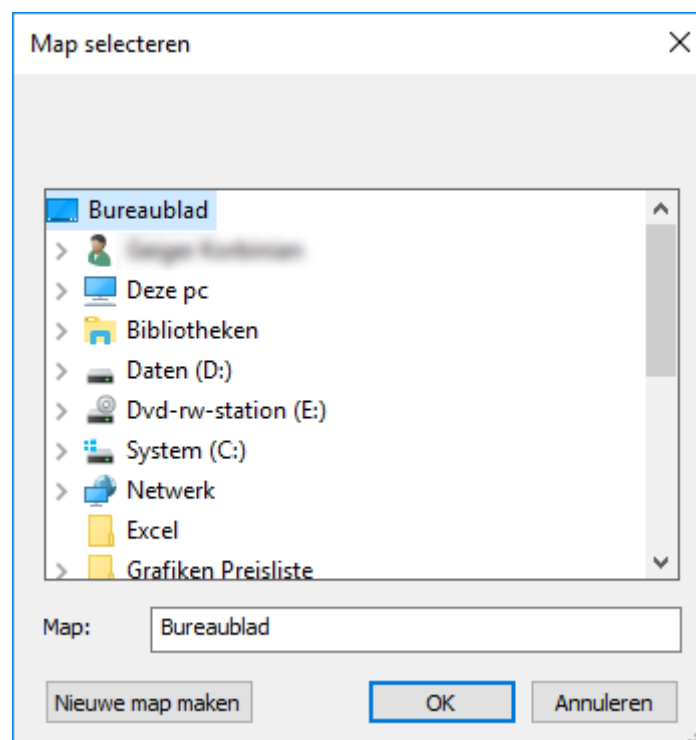 Map selecteren
Bureaublad
Deze pc
Bibliotheken
Daten (D:)
Dvd-rw-station (E:)
System (C:)
Netwerk
Excel
Grafiken Preisliste
Map:
Bureaublad
Nieuwe map maken
OK
Annuleren